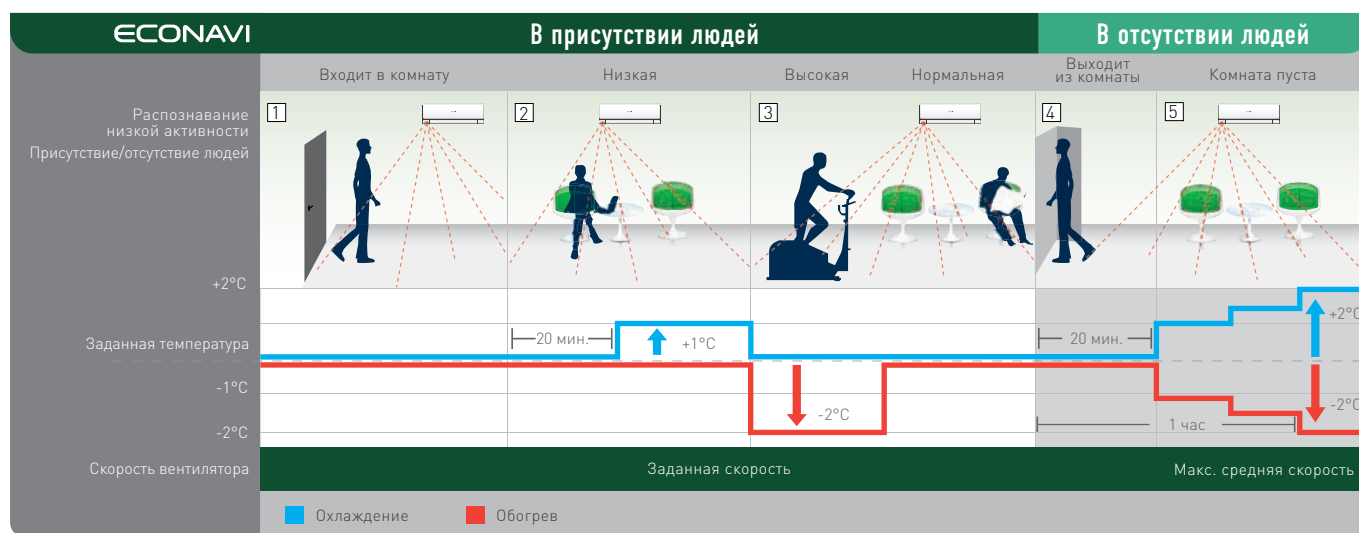 ECONAVI
В присутствии людей
В отсутствии людей
Входит в комнату
Низкая
Высокая
Нормальная
Выходит
из комнаты
Комната пуста
Распознавание
низкой активности
Присутствие/отсутствие людей
1
2
3
4
5
+2°C
Заданная температура
-1°C
-2°C
20 мин.
+1°C
-2°C
20 мин.
+2°C
-2°C
1 час
Скорость вентилятора
Заданная скорость
Макс. средняя скорость
Охлаждение
Обогрев